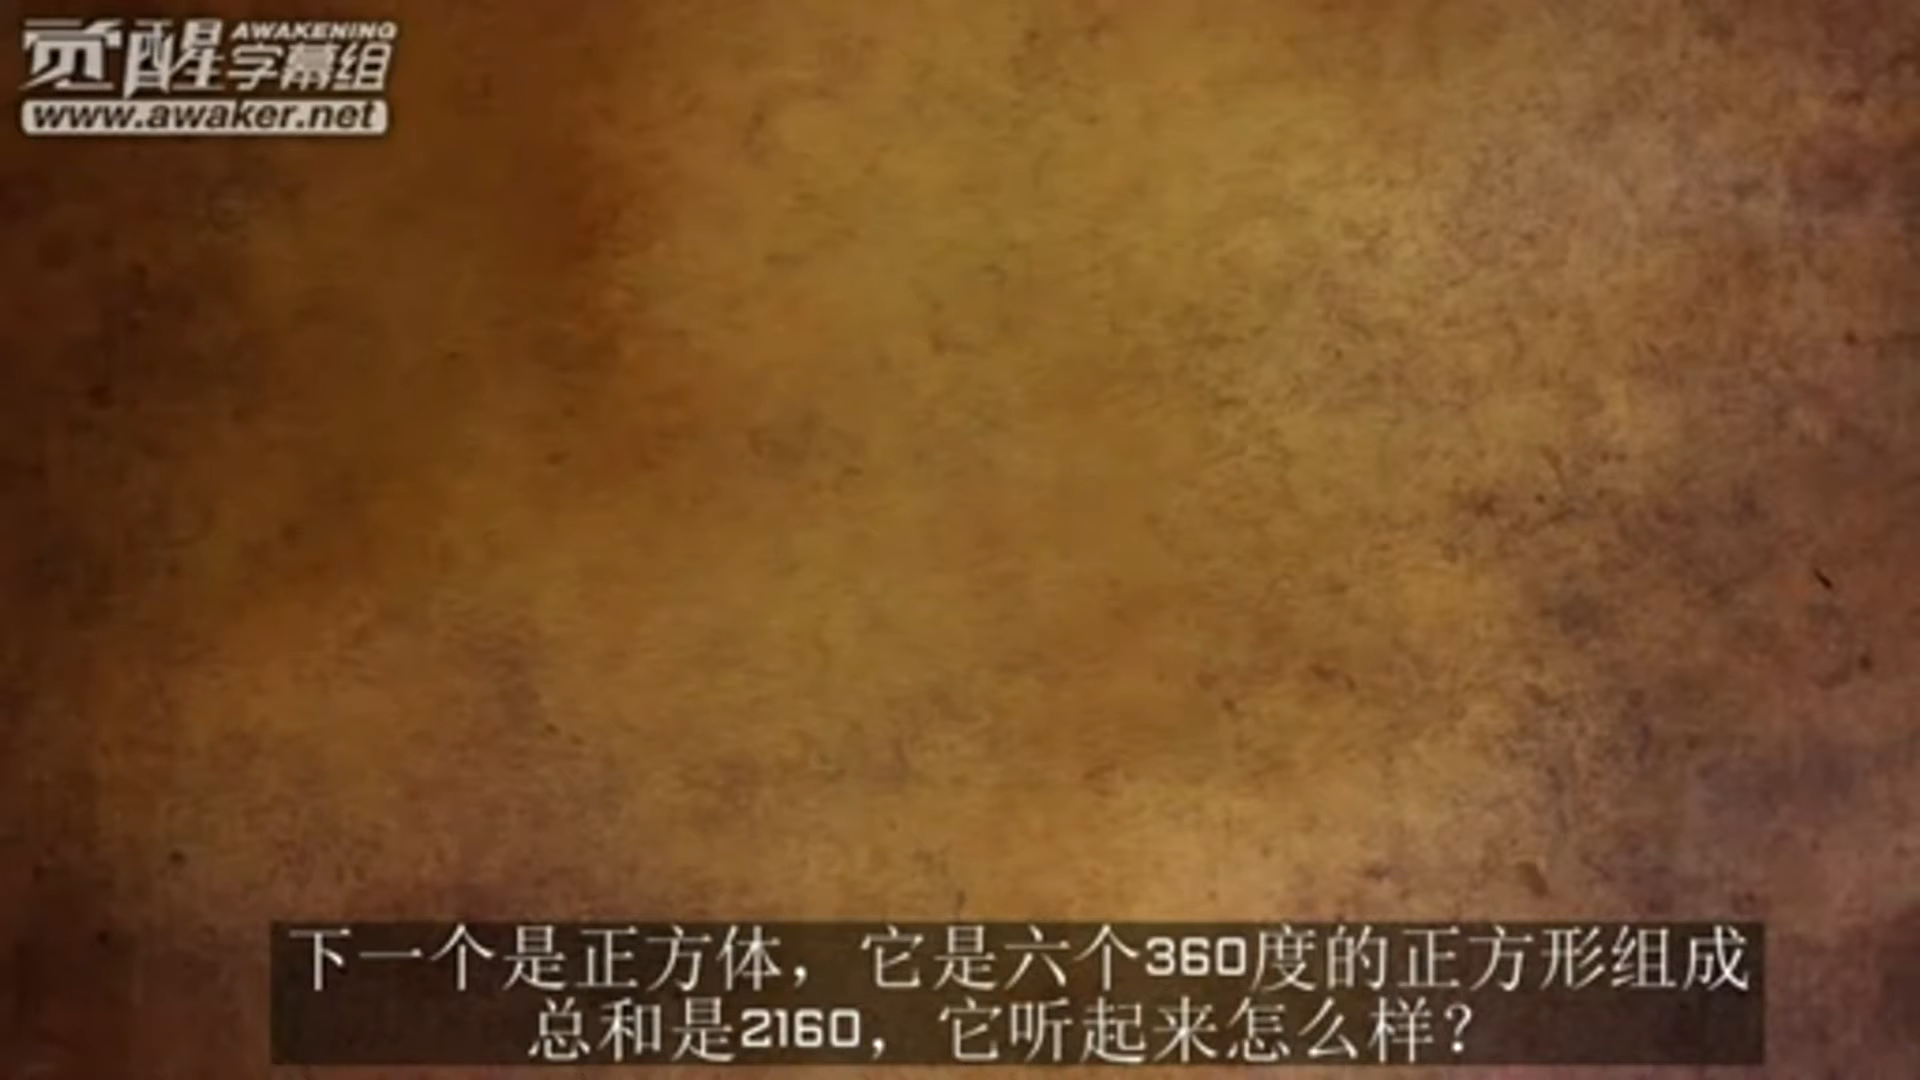 觉醒 AWAKENING
字幕组
www.awaker.net
下一个是正方体，它是六个360度的正方形组成
总和是2160，它听起来怎么样？